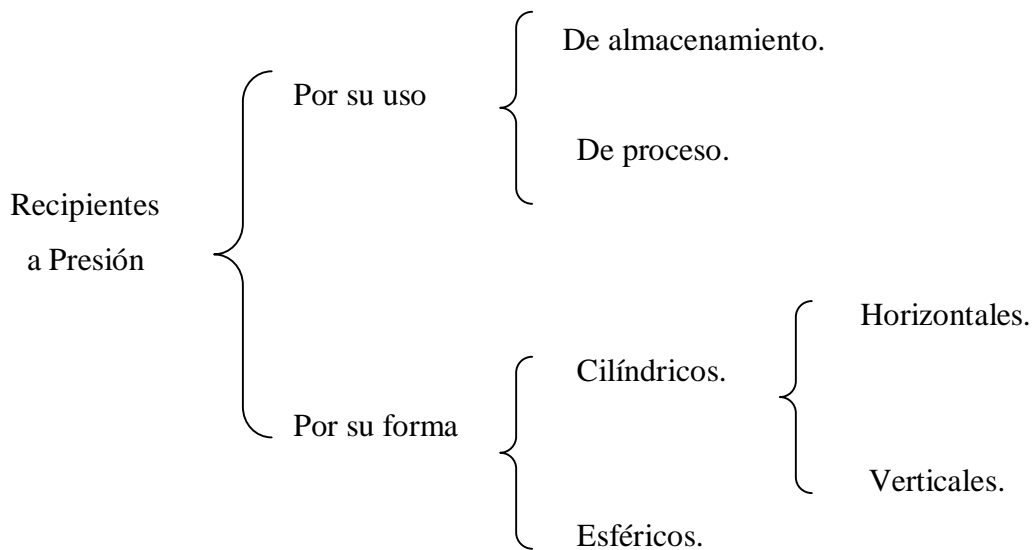 Recipientes
a Presión
Por su uso
De almacenamiento.
De proceso.
Por su forma
Cilíndricos.
Horizontales.
Verticales.
Esféricos.